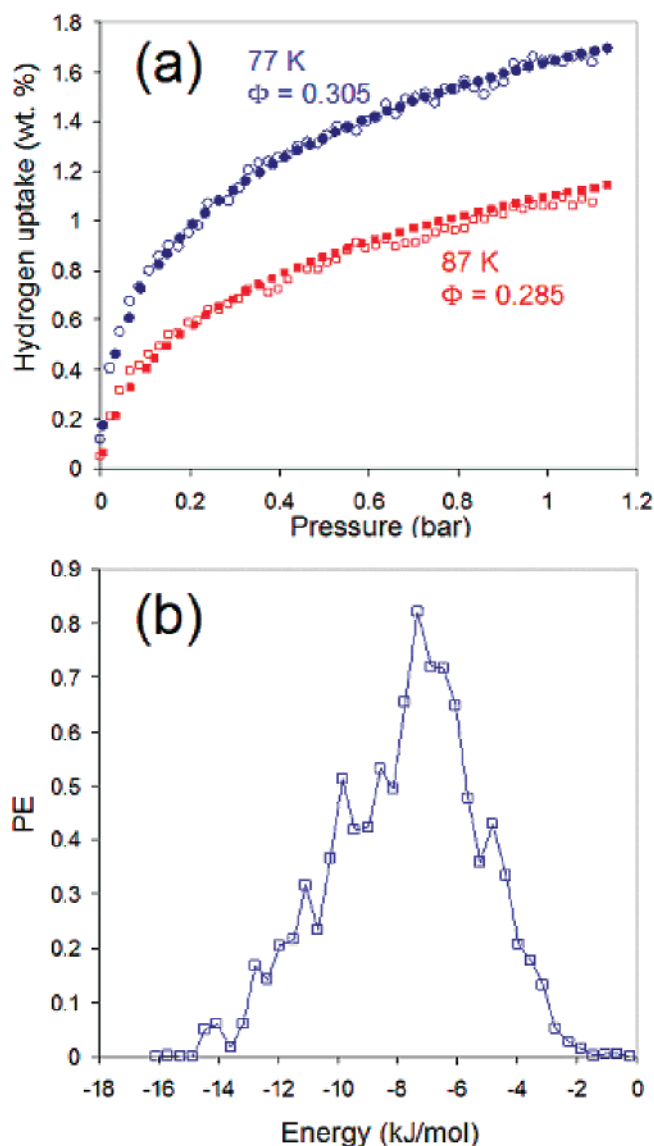 (a)
77 K
Φ = 0.305
87 K
Φ = 0.285
Hydrogen uptake (wt. %)
1.8
1.6
1.4
1.2
1
0.8
0.6
0.4
0.2
0
0 0.2 0.4 0.6 0.8 1 1.2
Pressure (bar)
(b)
PE
0.9
0.8
0.7
0.6
0.5
0.4
0.3
0.2
0.1
0
-18 -16 -14 -12 -10 -8 -6 -4 -2 0
Energy (kJ/mol)